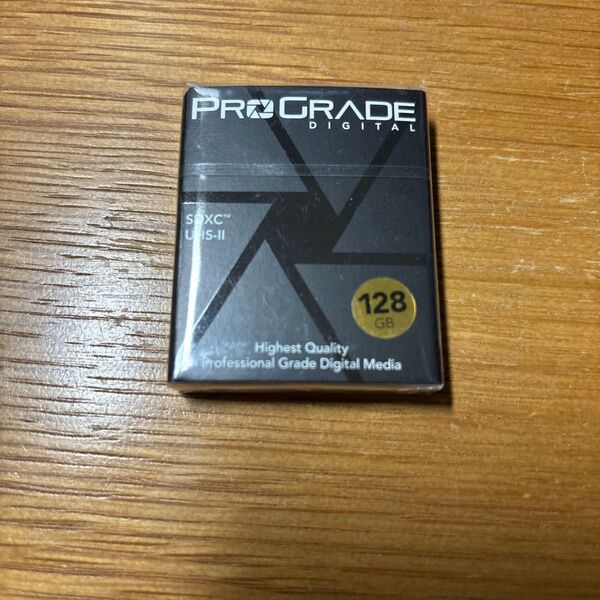 PROGRADE
DIGITAL
SDXC™
UHS-II
128
GB
Highest Quality
Professional Grade Digital Media